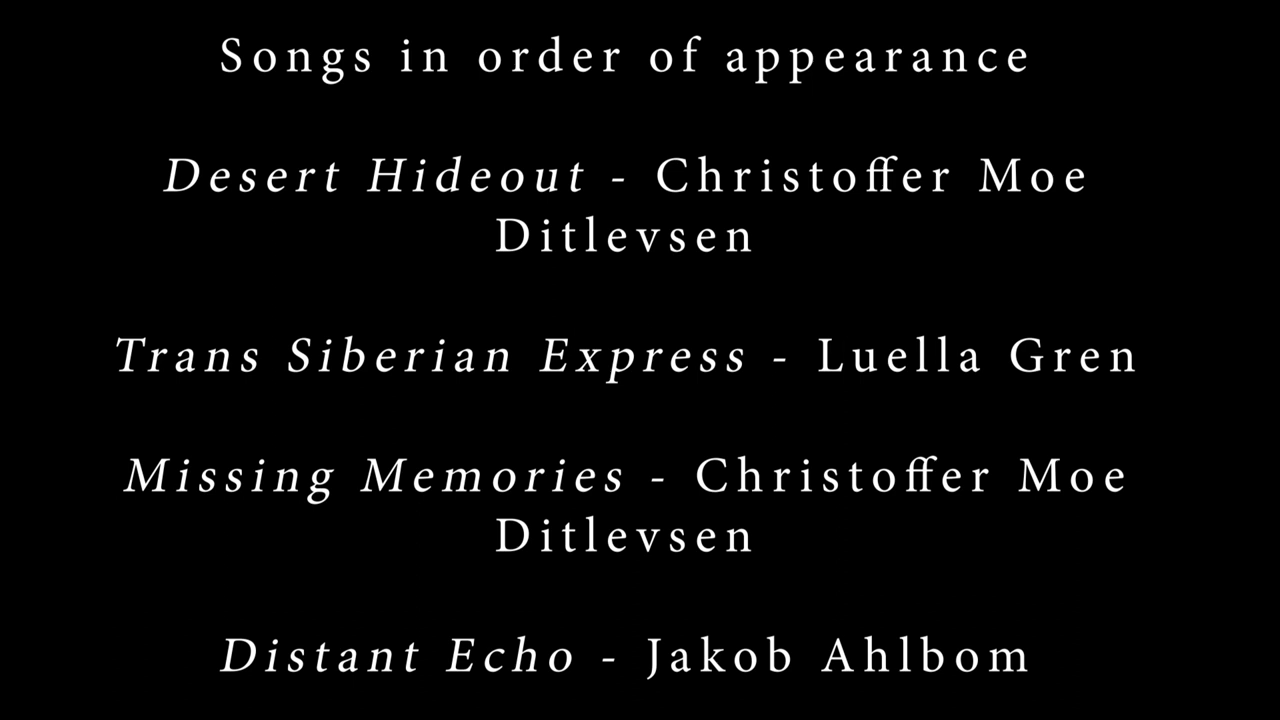 Songs in order of appearance
Desert Hideout - Christoffer Moe
Ditlevsen
Trans Siberian Express - Luella Gren
Missing Memories - Christoffer Moe
Ditlevsen
Distant Echo - Jakob Ahlbom